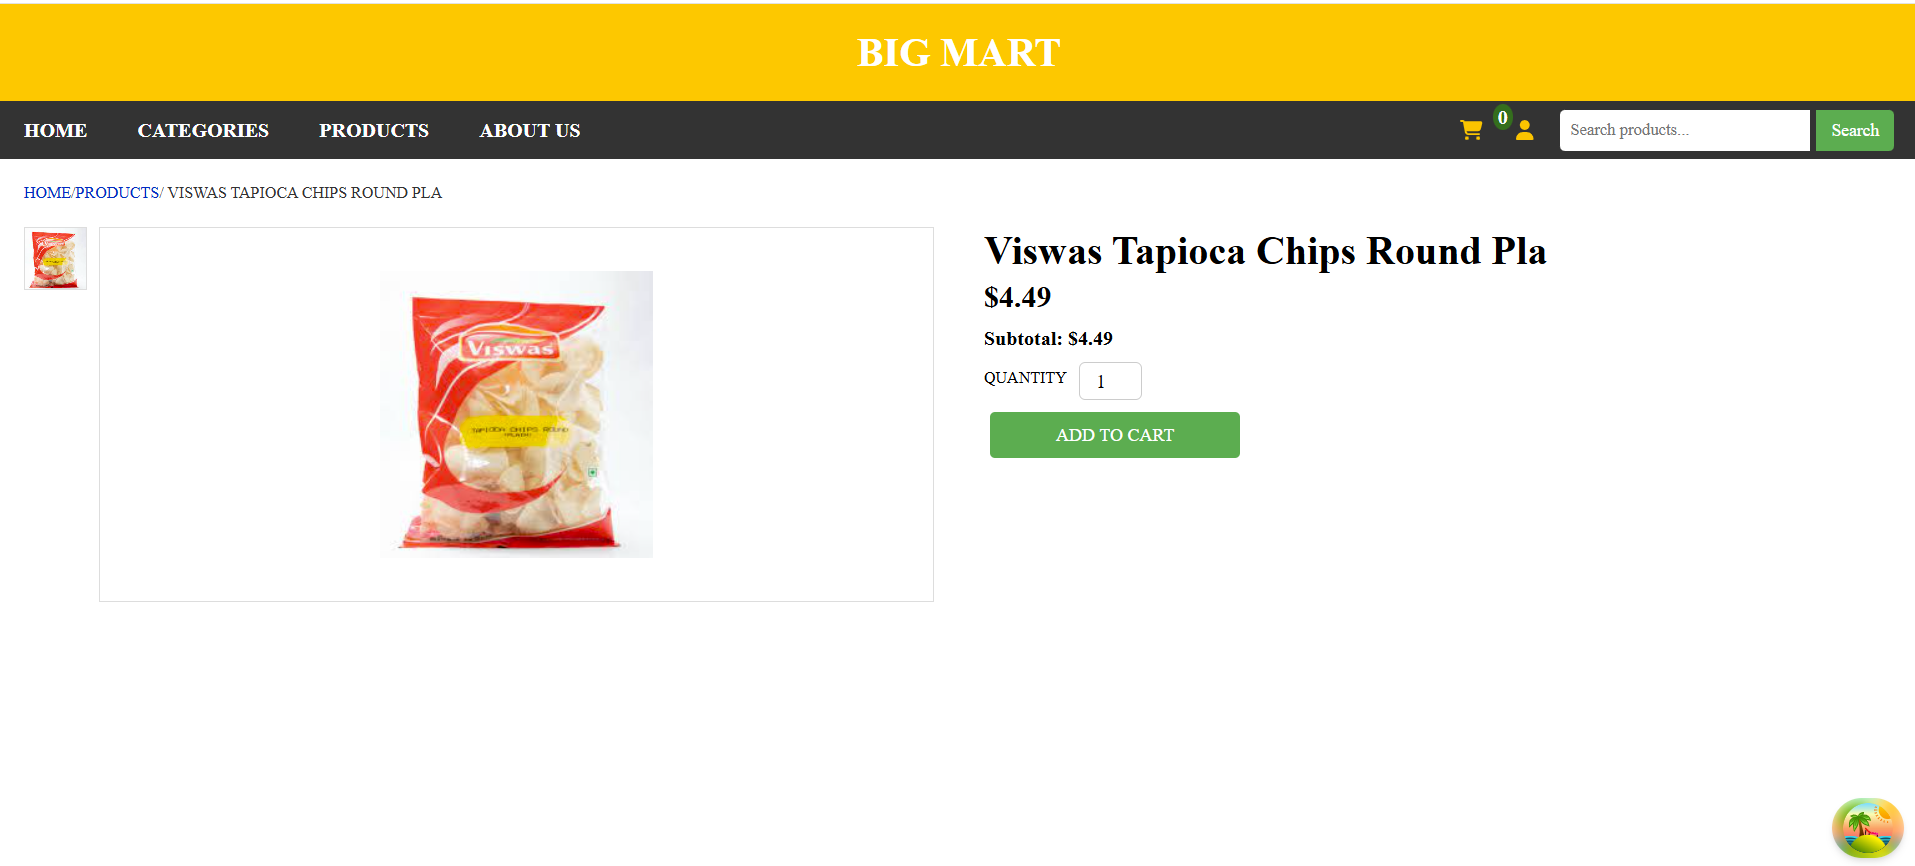 BIG MART
HOME CATEGORIES PRODUCTS ABOUT US 0 Search products... Search
HOME/PRODUCTS/ VISWAS TAPIOCA CHIPS ROUND PLA
Viswas
TAPIODA CHIPS ROUND
Viswas Tapioca Chips Round Pla
$4.49
Subtotal: $4.49
QUANTITY 1
ADD TO CART